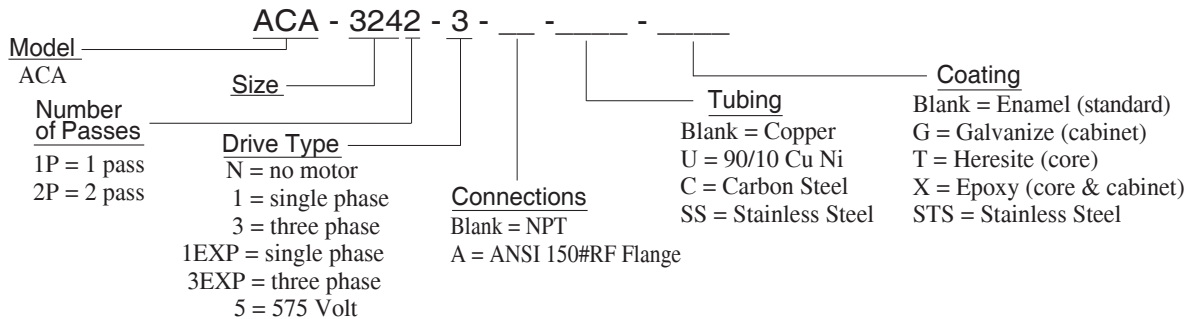 ACA - 3242 - 3 - __ -____ - ____
Model
ACA
Size
Number
of Passes
1P = 1 pass
2P = 2 pass
Drive Type
N = no motor
1 = single phase
3 = three phase
1EXP = single phase
3EXP = three phase
5 = 575 Volt
Connections
Blank = NPT
A = ANSI 150#RF Flange
Tubing
Blank = Copper
U = 90/10 Cu Ni
C = Carbon Steel
SS = Stainless Steel
Coating
Blank = Enamel (standard)
G = Galvanize (cabinet)
T = Heresite (core)
X = Epoxy (core & cabinet)
STS = Stainless Steel